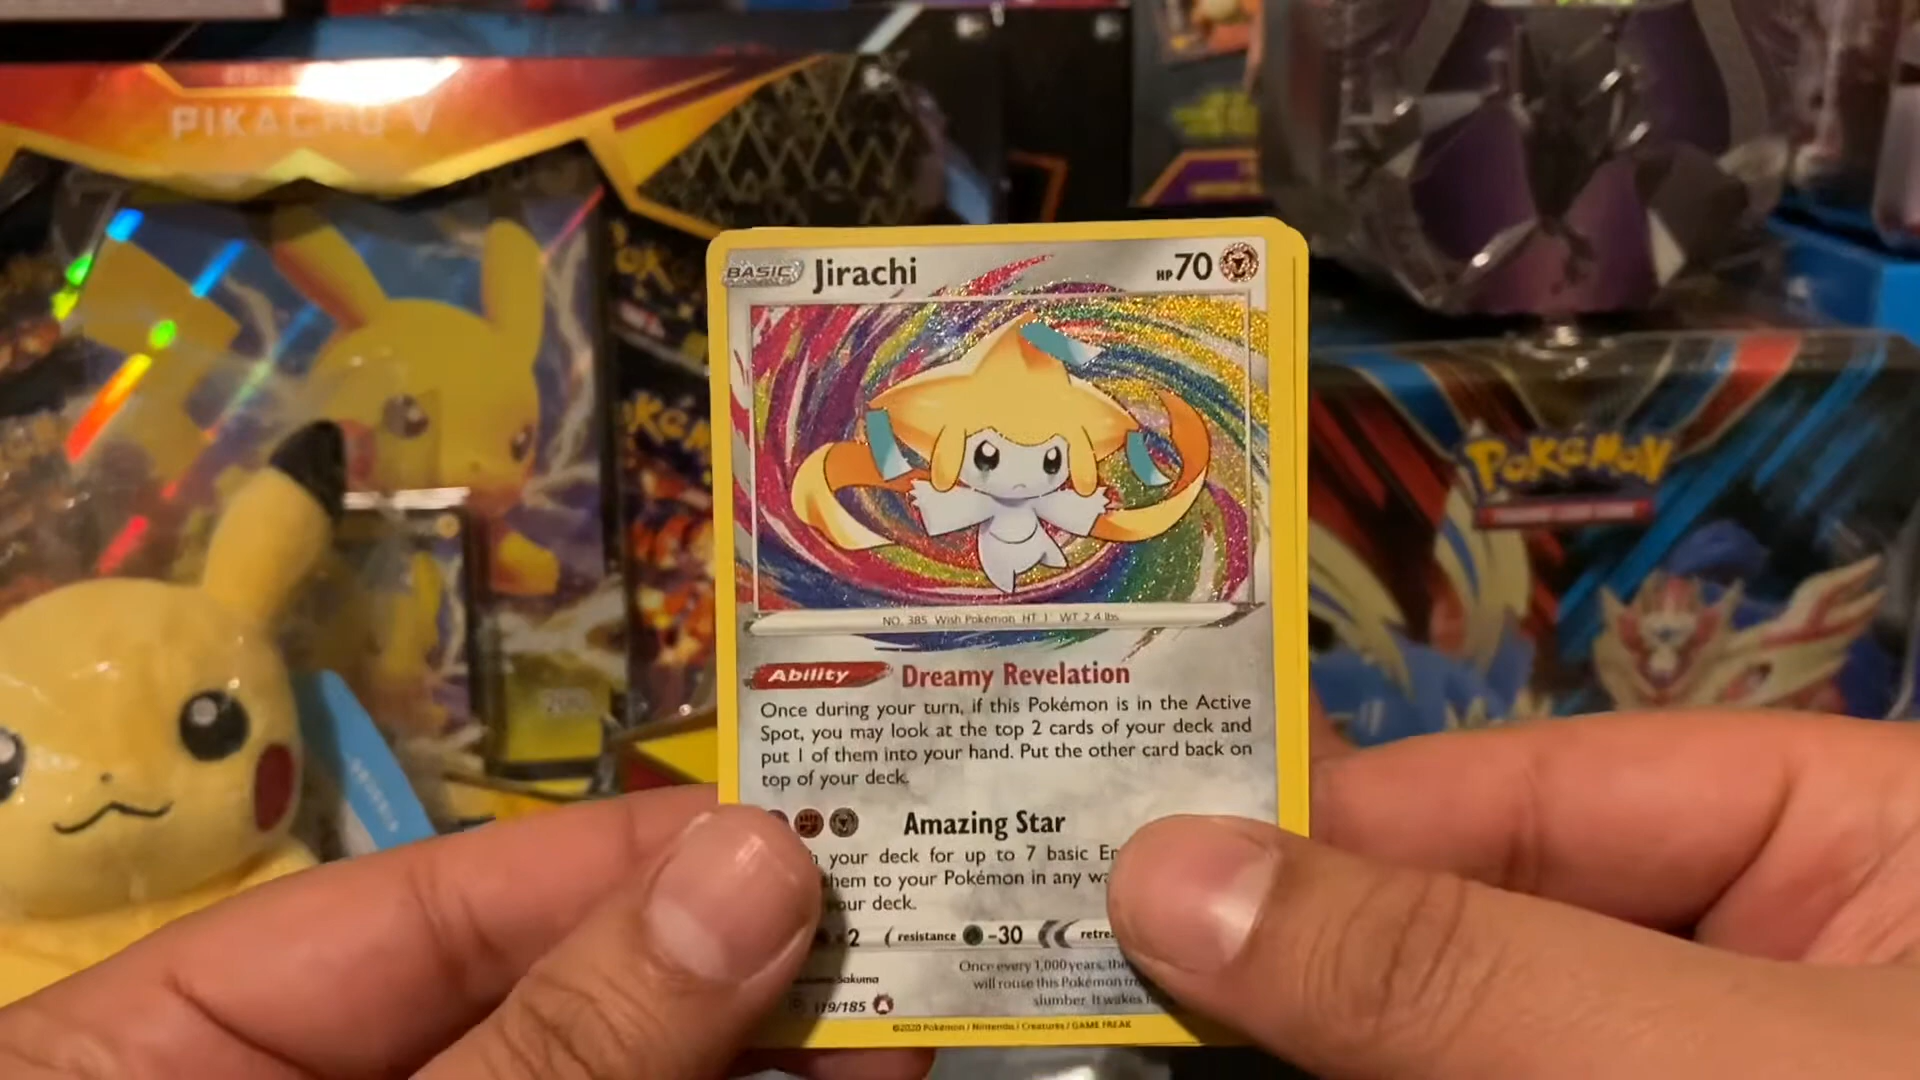 PIKACHU V
BASIC Jirachi HP 70
NO. 385 Wish Pokémon HT 1' WT 2.4 lbs
Ability Dreamy Revelation
Once during your turn, if this Pokémon is in the Active
Spot, you may look at the top 2 cards of your deck and
put 1 of them into your hand. Put the other card back on
top of your deck.
Amazing Star
your deck for up to 7 basic
them to your Pokémon in any
your deck.
×2 resistance -30
Once every 1,000 years,
will rouse this Pokémon
slumber. It wakes
119/185
©2020 Pokémon / Nintendo / Creatures / GAME FREAK
POKéMON